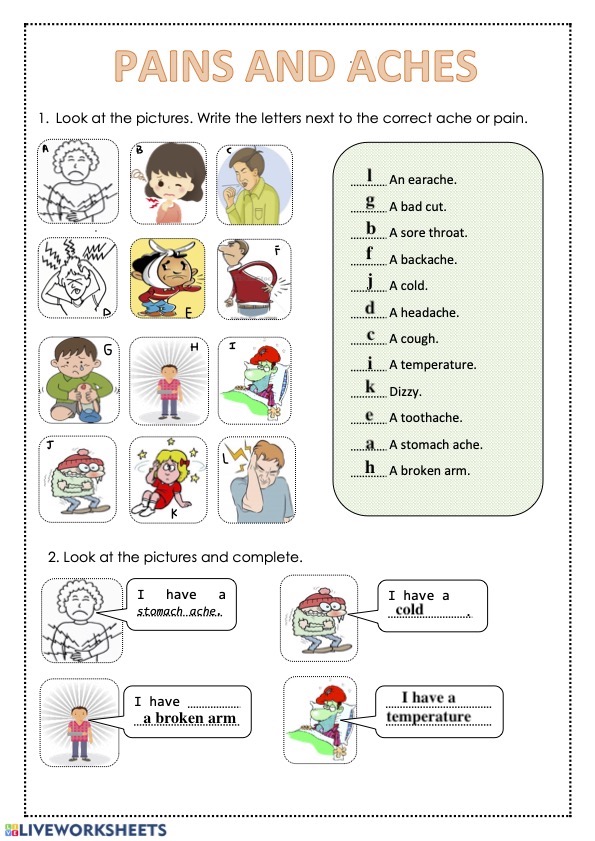 PAINS AND ACHES
1. Look at the pictures. Write the letters next to the correct ache or pain.
A
B
C
D
E
F
G
H
I
J
K
L
l An earache.
g A bad cut.
b A sore throat.
f A backache.
j A cold.
d A headache.
c A cough.
i A temperature.
k Dizzy.
e A toothache.
a A stomach ache.
h A broken arm.
2. Look at the pictures and complete.
I have a
stomach ache.
I have a
cold .
I have
a broken arm
I have a
temperature
LIVEWORKSHEETS